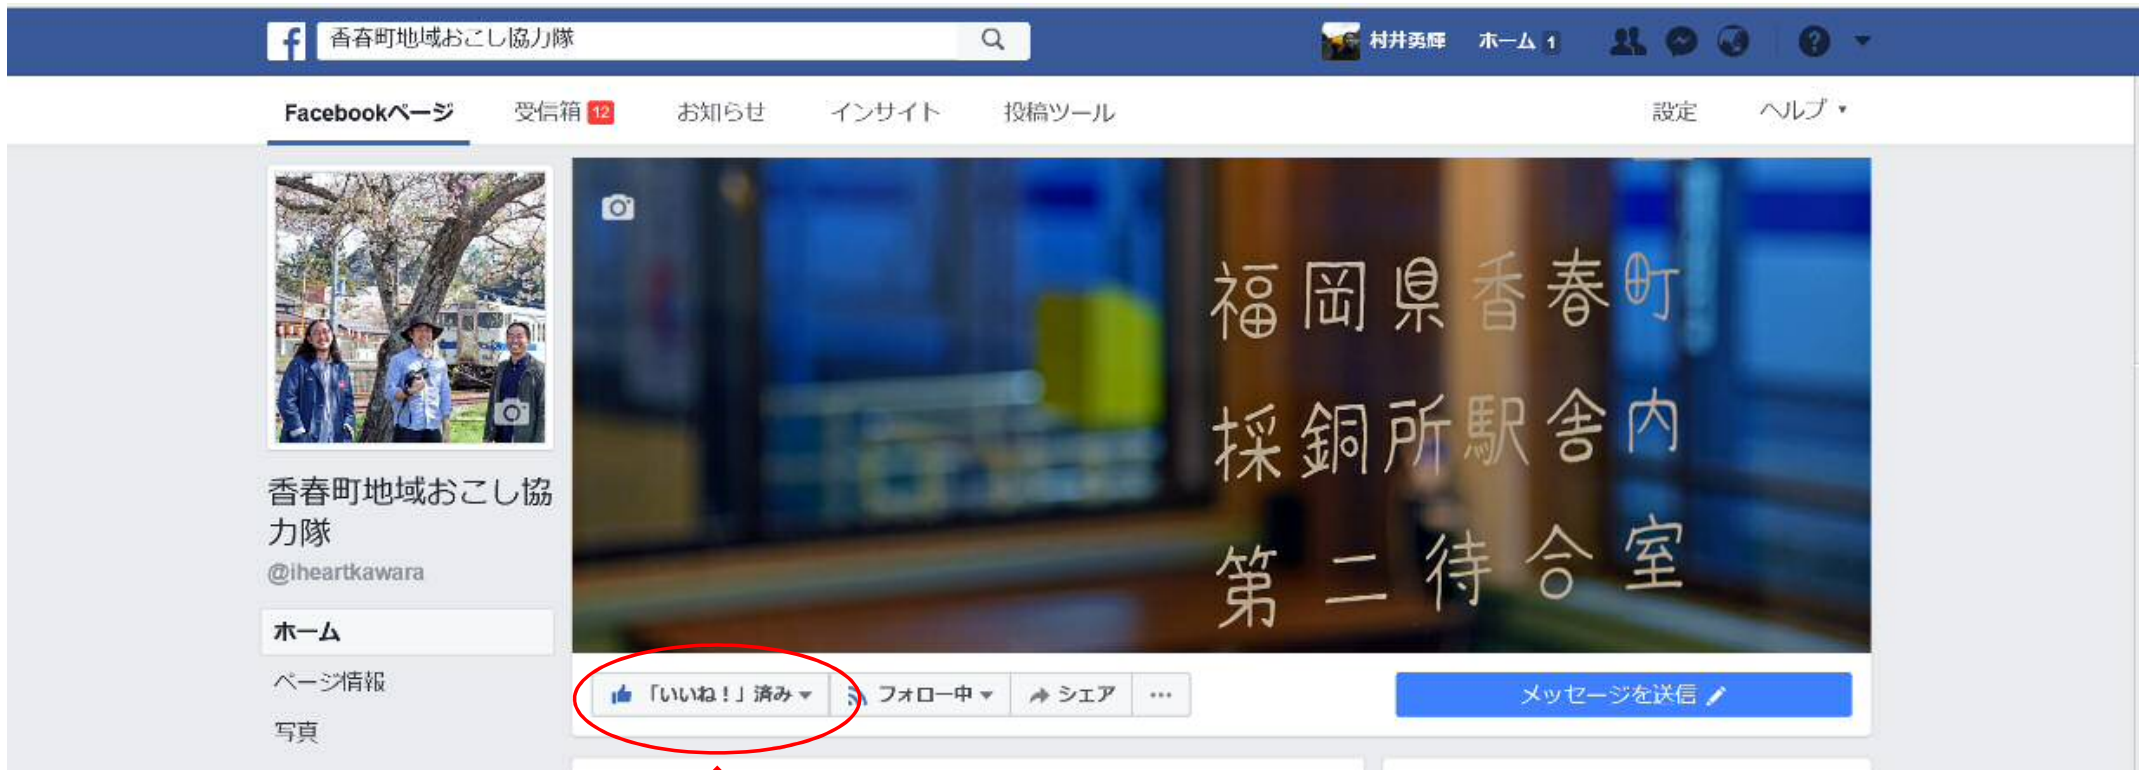 f 香春町地域おこし協力隊
村井勇輝 ホーム 1
Facebookページ 受信箱 12 お知らせ インサイト 投稿ツール 設定 ヘルプ
福岡県香春町
採銅所駅舎内
第二待合室
香春町地域おこし協
力隊
@iheartkawara
ホーム
ページ情報
写真
「いいね！」済み フォロー中 シェア … メッセージを送信